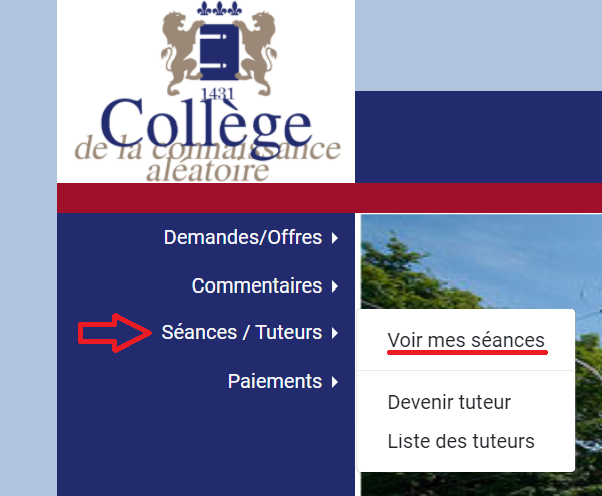 1431
Collège
de la connaissance
aléatoire
Demandes/Offres
Commentaires
Séances / Tuteurs
Paiements
Voir mes séances
Devenir tuteur
Liste des tuteurs